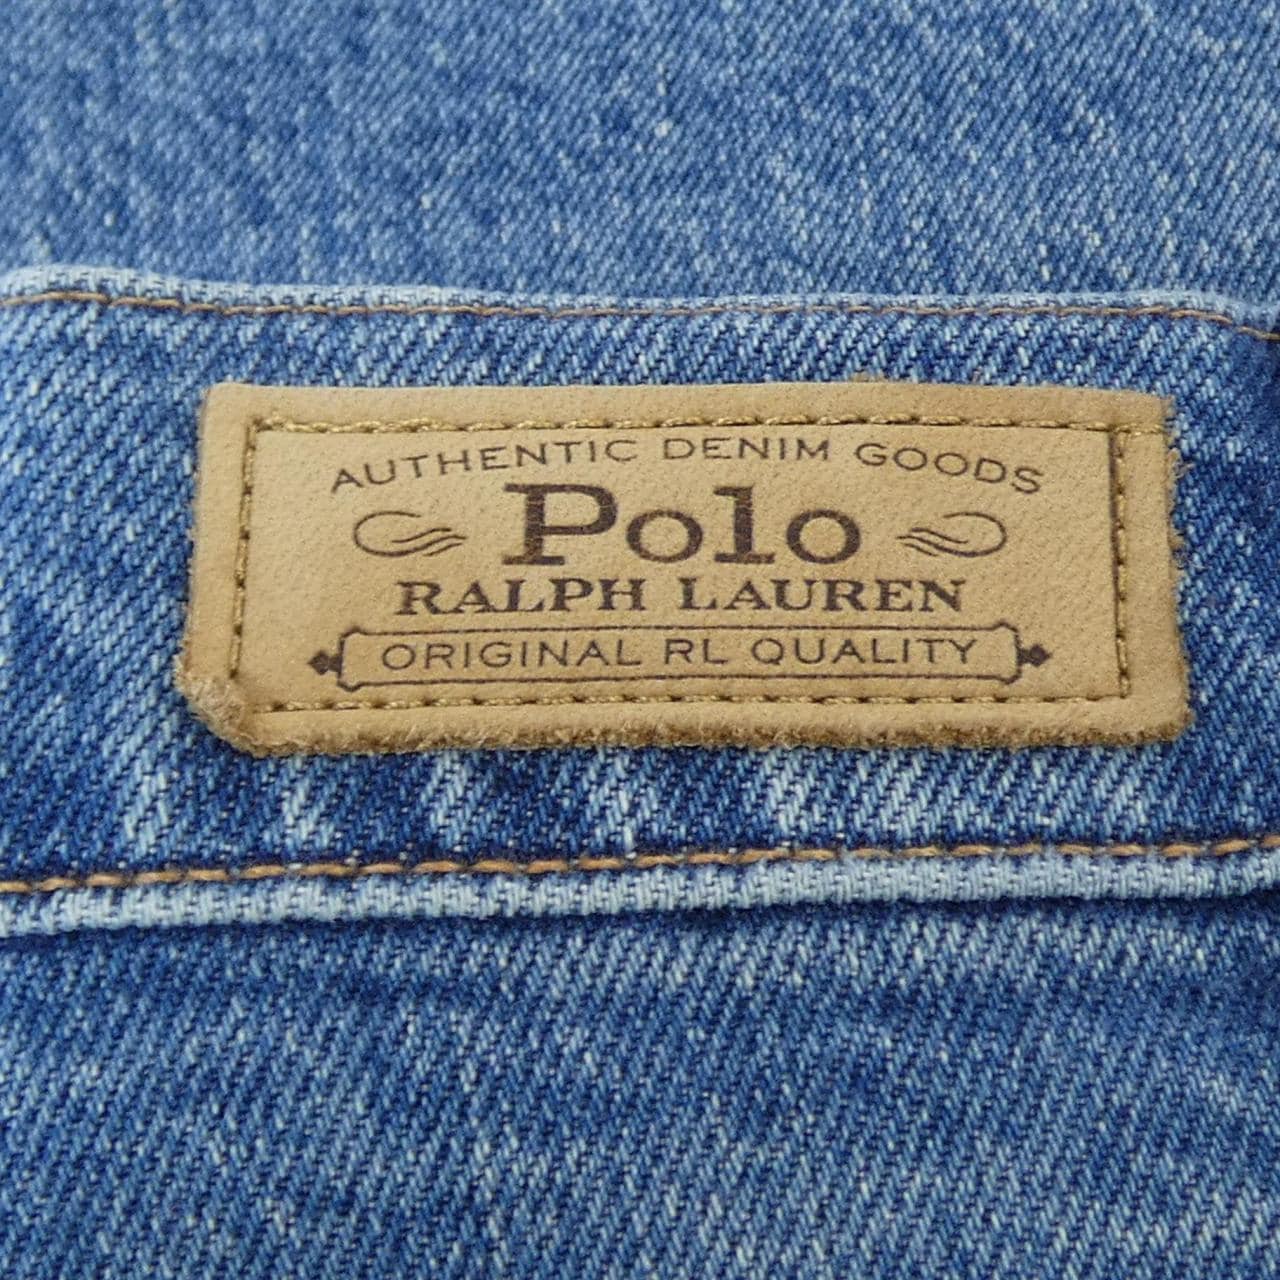 AUTHENTIC DENIM GOODS
Polo
RALPH LAUREN
ORIGINAL RL QUALITY